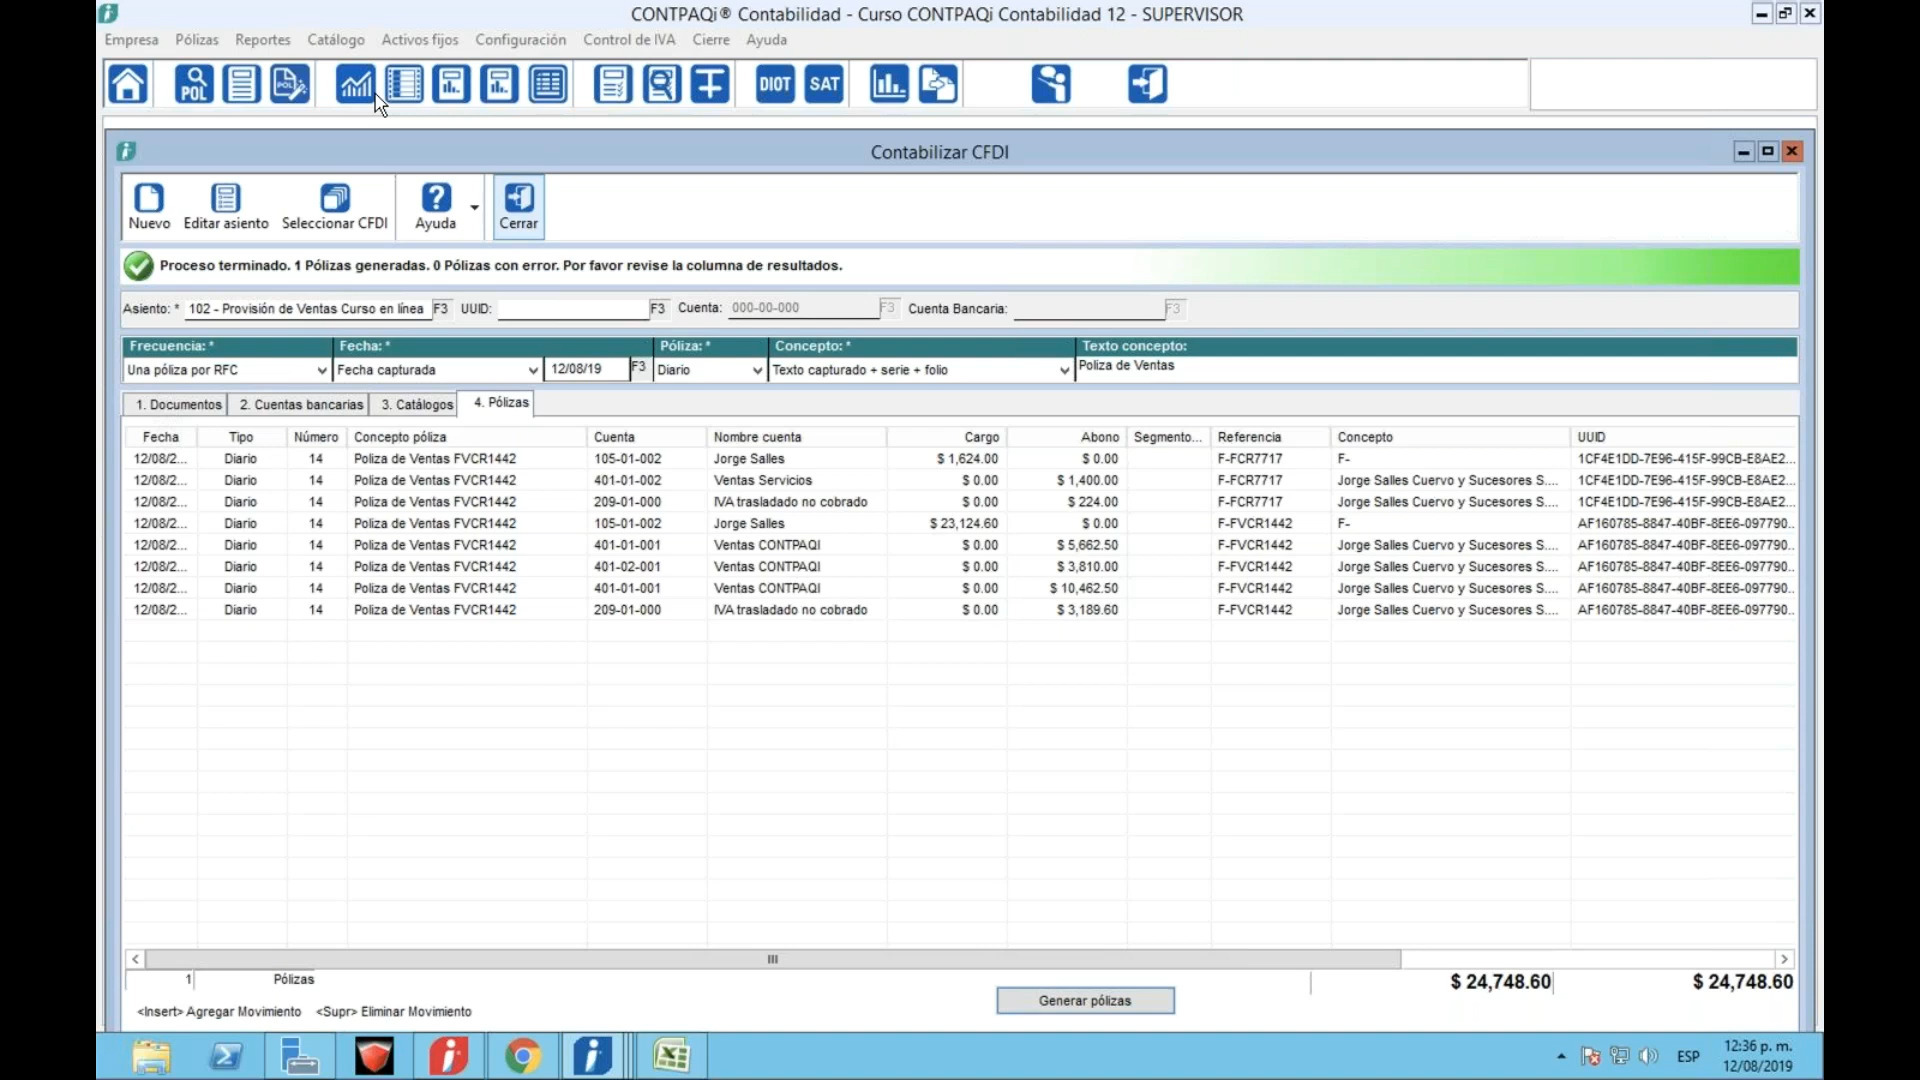 CONTPAQi® Contabilidad - Curso CONTPAQi Contabilidad 12 - SUPERVISOR
Empresa Pólizas Reportes Catálogo Activos fijos Configuración Control de IVA Cierre Ayuda
POL POL DIOT SAT
Contabilizar CFDI
Nuevo Editar asiento Seleccionar CFDI Ayuda Cerrar
Proceso terminado. 1 Pólizas generadas. 0 Pólizas con error. Por favor revise la columna de resultados.
Asiento: * 102 - Provisión de Ventas Curso en línea F3 UUID: F3 Cuenta: 000-00-000 F3 Cuenta Bancaria: F3
Frecuencia: * Fecha: * Póliza: * Concepto: * Texto concepto:
Una póliza por RFC Fecha capturada 12/08/19 F3 Diario Texto capturado + serie + folio Poliza de Ventas
1. Documentos 2. Cuentas bancarias 3. Catálogos 4. Pólizas
Fecha Tipo Número Concepto póliza Cuenta Nombre cuenta Cargo Abono Segmento... Referencia Concepto UUID
12/08/2... Diario 14 Poliza de Ventas FVCR1442 105-01-002 Jorge Salles $ 1,624.00 $ 0.00 F-FCR7717 F- 1CF4E1DD-7E96-415F-99CB-E8AE2...
12/08/2... Diario 14 Poliza de Ventas FVCR1442 401-01-002 Ventas Servicios $ 0.00 $ 1,400.00 F-FCR7717 Jorge Salles Cuervo y Sucesores S.... 1CF4E1DD-7E96-415F-99CB-E8AE2...
12/08/2... Diario 14 Poliza de Ventas FVCR1442 209-01-000 IVA trasladado no cobrado $ 0.00 $ 224.00 F-FCR7717 Jorge Salles Cuervo y Sucesores S.... 1CF4E1DD-7E96-415F-99CB-E8AE2...
12/08/2... Diario 14 Poliza de Ventas FVCR1442 105-01-002 Jorge Salles $ 23,124.60 $ 0.00 F-FVCR1442 F- AF160785-8847-40BF-8EE6-097790...
12/08/2... Diario 14 Poliza de Ventas FVCR1442 401-01-001 Ventas CONTPAQI $ 0.00 $ 5,662.50 F-FVCR1442 Jorge Salles Cuervo y Sucesores S.... AF160785-8847-40BF-8EE6-097790...
12/08/2... Diario 14 Poliza de Ventas FVCR1442 401-02-001 Ventas CONTPAQI $ 0.00 $ 3,810.00 F-FVCR1442 Jorge Salles Cuervo y Sucesores S.... AF160785-8847-40BF-8EE6-097790...
12/08/2... Diario 14 Poliza de Ventas FVCR1442 401-01-001 Ventas CONTPAQI $ 0.00 $ 10,462.50 F-FVCR1442 Jorge Salles Cuervo y Sucesores S.... AF160785-8847-40BF-8EE6-097790...
12/08/2... Diario 14 Poliza de Ventas FVCR1442 209-01-000 IVA trasladado no cobrado $ 0.00 $ 3,189.60 F-FVCR1442 Jorge Salles Cuervo y Sucesores S.... AF160785-8847-40BF-8EE6-097790...
1 Pólizas $ 24,748.60 $ 24,748.60
Generar pólizas
<Insert> Agregar Movimiento <Supr> Eliminar Movimiento
ESP 12:36 p. m.
12/08/2019